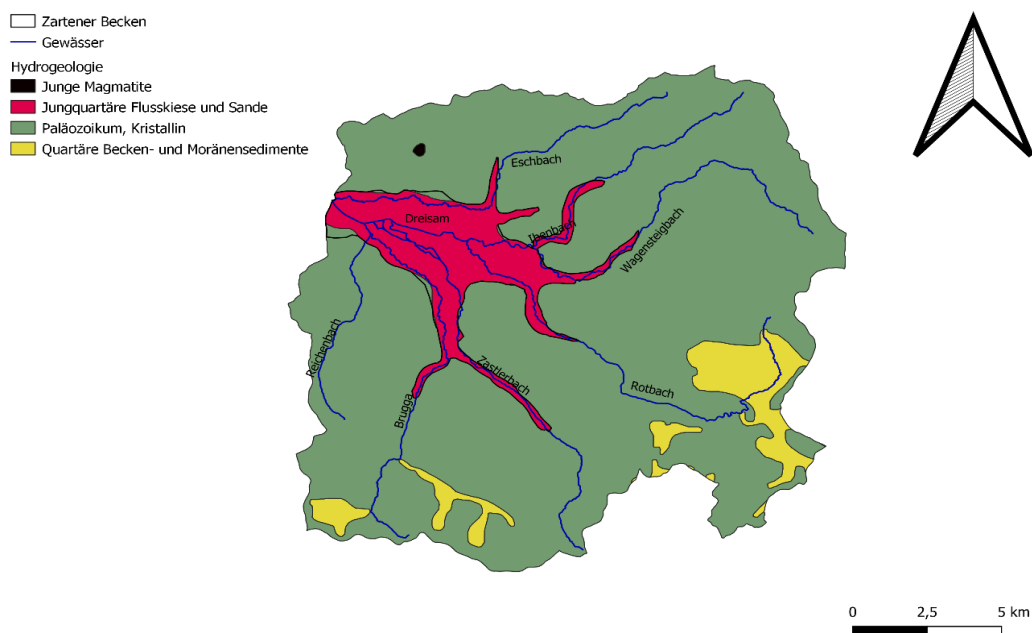 Zartener Becken
Gewässer
Hydrogeologie
Junge Magmatite
Jungquartäre Flusskiese und Sande
Paläozoikum, Kristallin
Quartäre Becken- und Moränensedimente
Eschbach
Dreisam
Ibenbach
Wagensteigbach
Reichenbach
Zastlerbach
Rotbach
Brugga
0 2,5 5 km